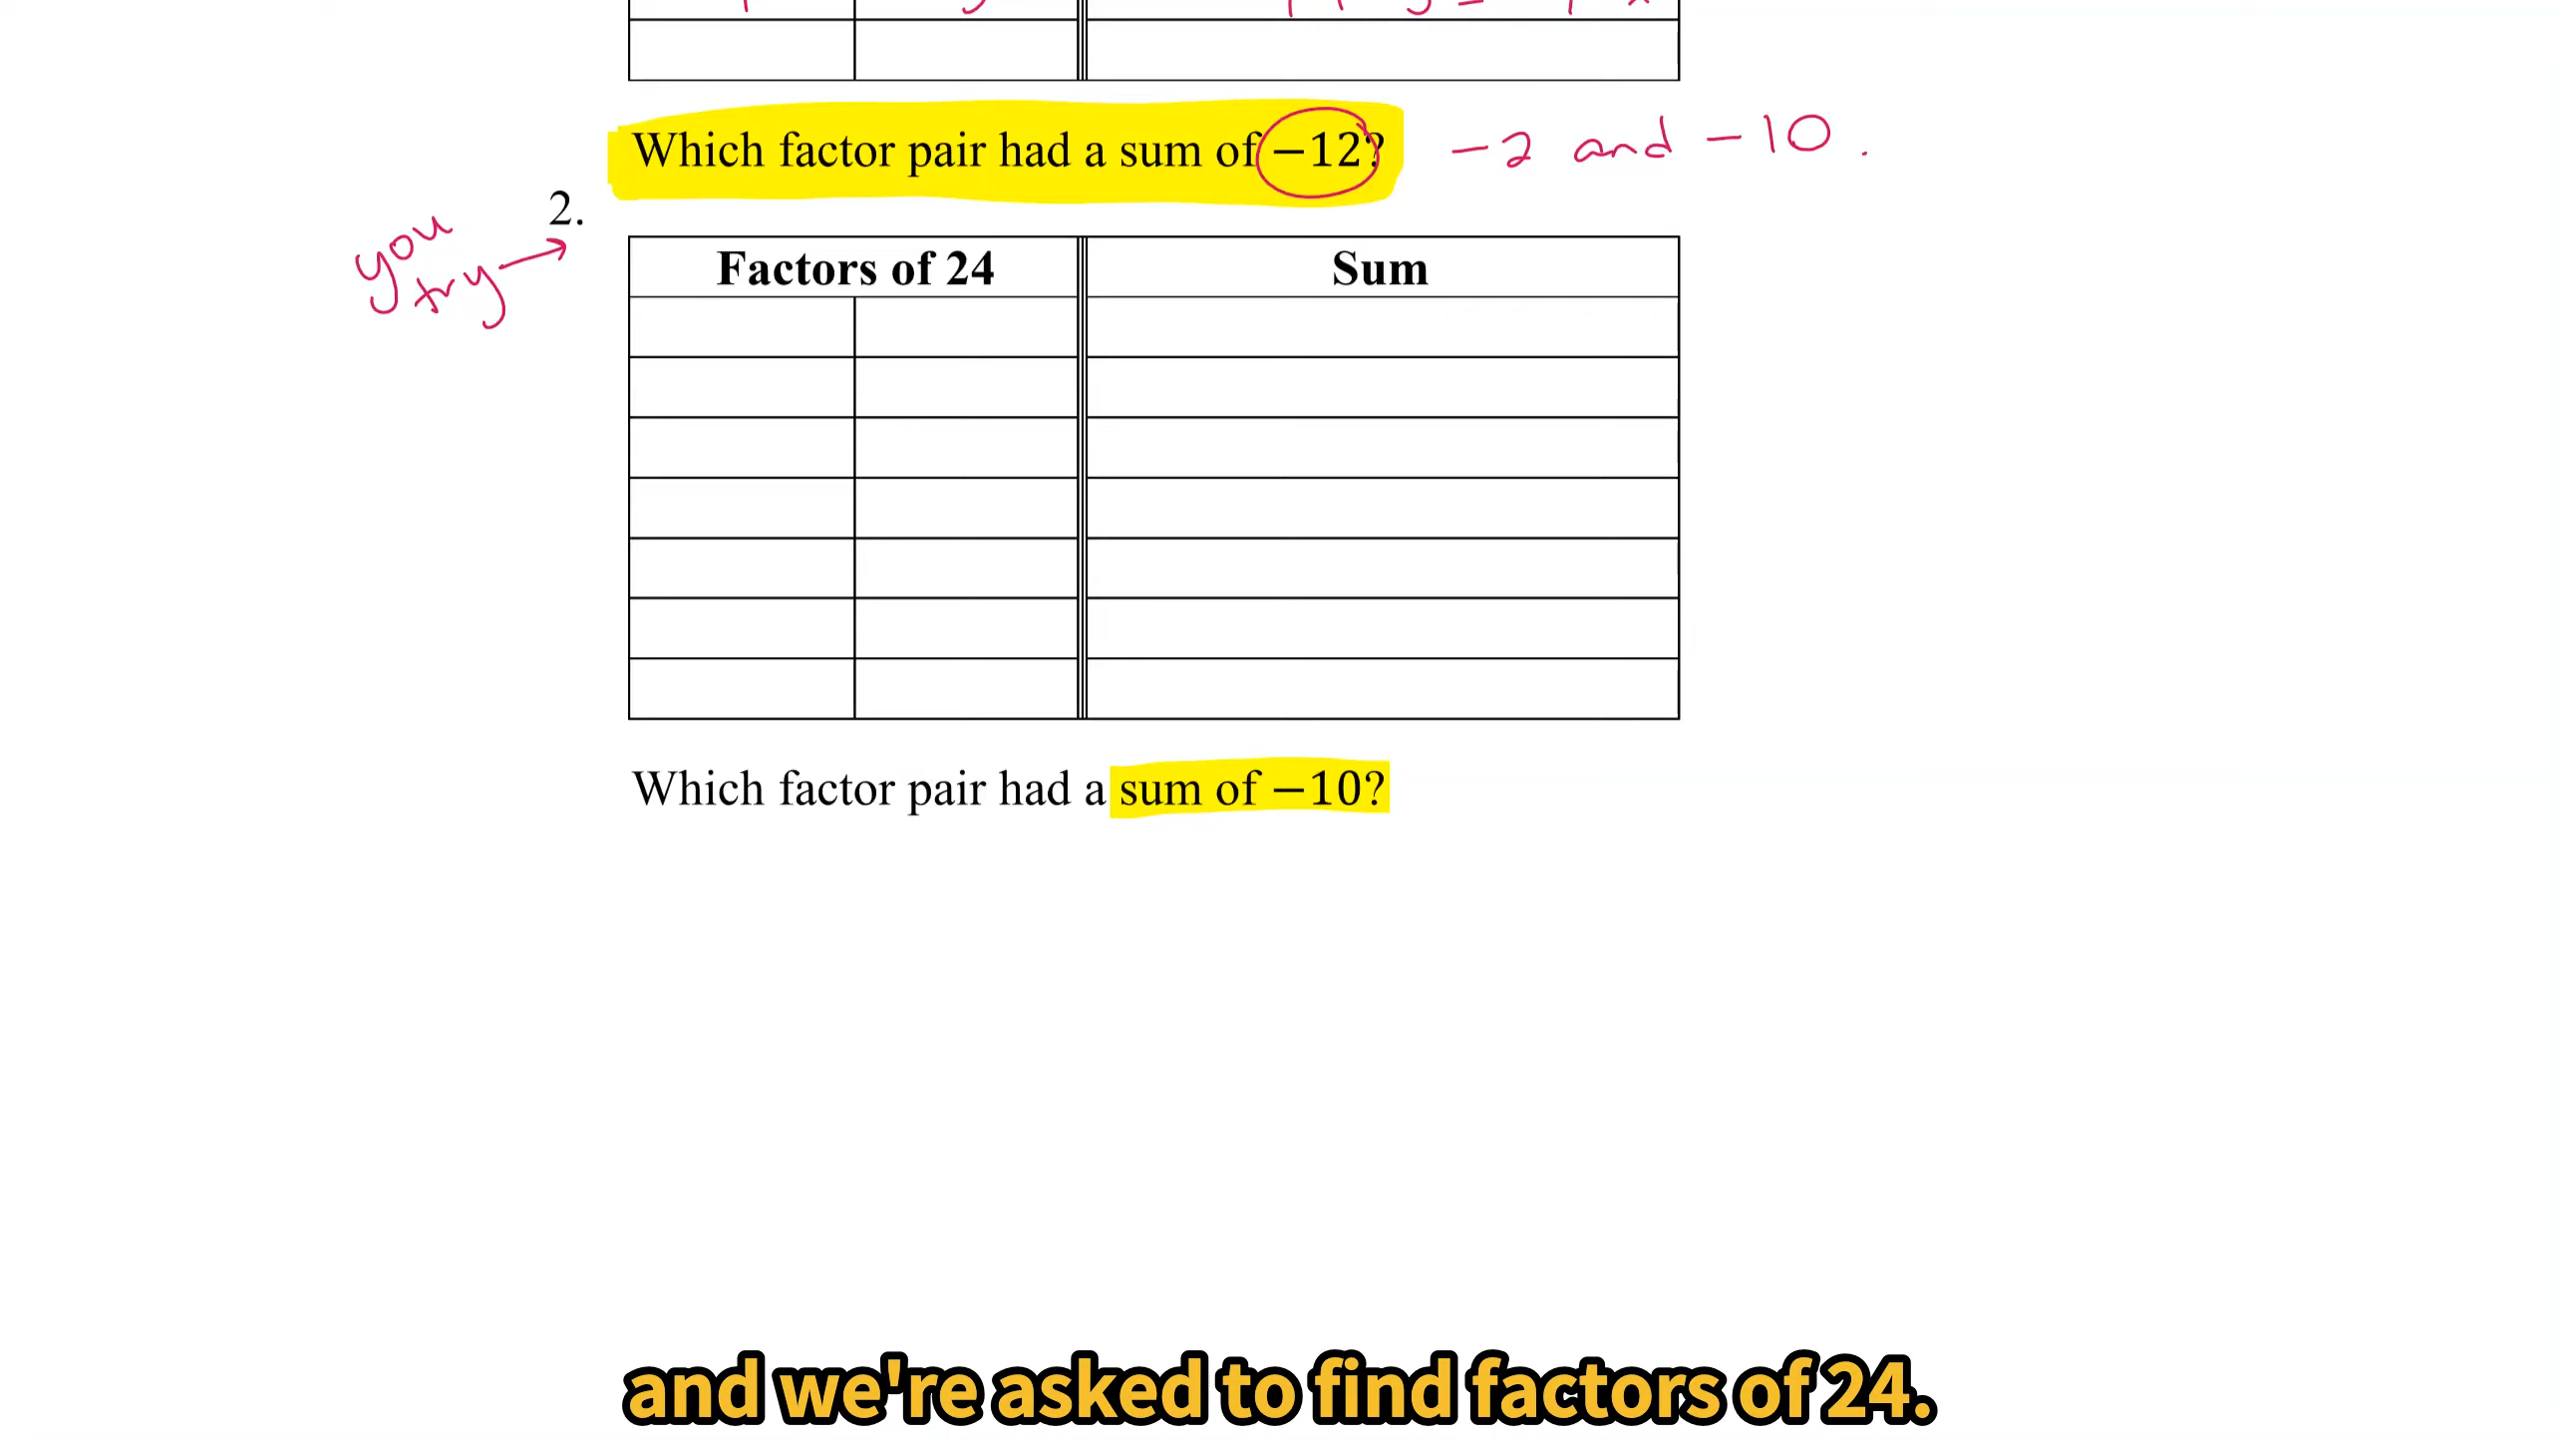 Which factor pair had a sum of −12? -2 and -10.
2.
you try →
Factors of 24 Sum
Which factor pair had a sum of −10?
and we're asked to find factors of 24.